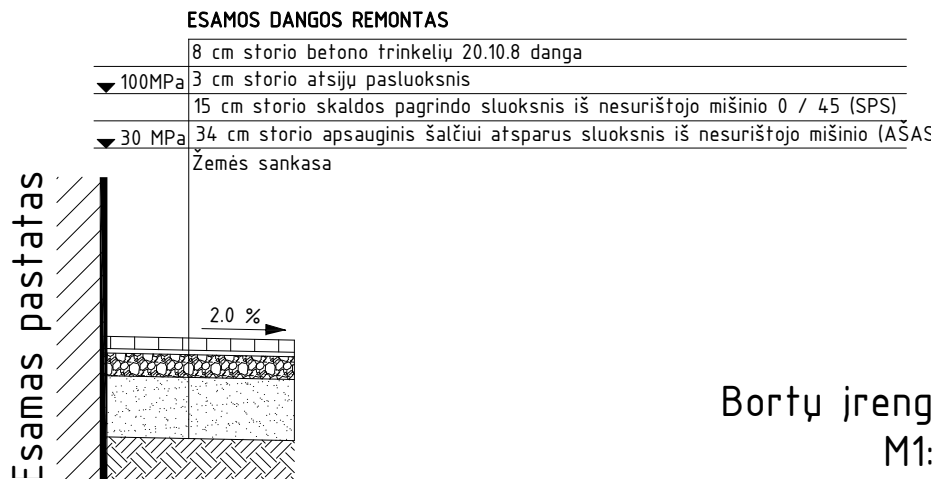 ESAMOS DANGOS REMONTAS
8 cm storio betono trinkelių 20.10.8 danga
100MPa 3 cm storio atsijų pasluoksnis
15 cm storio skaldos pagrindo sluoksnis iš nesurištojo mišinio 0 / 45 (SPS)
30 MPa 34 cm storio apsauginis šalčiui atsparus sluoksnis iš nesurištojo mišinio (AŠAS
Žemės sankasa
Esamas pastatas
2.0 %
Bortų įreng
M1: